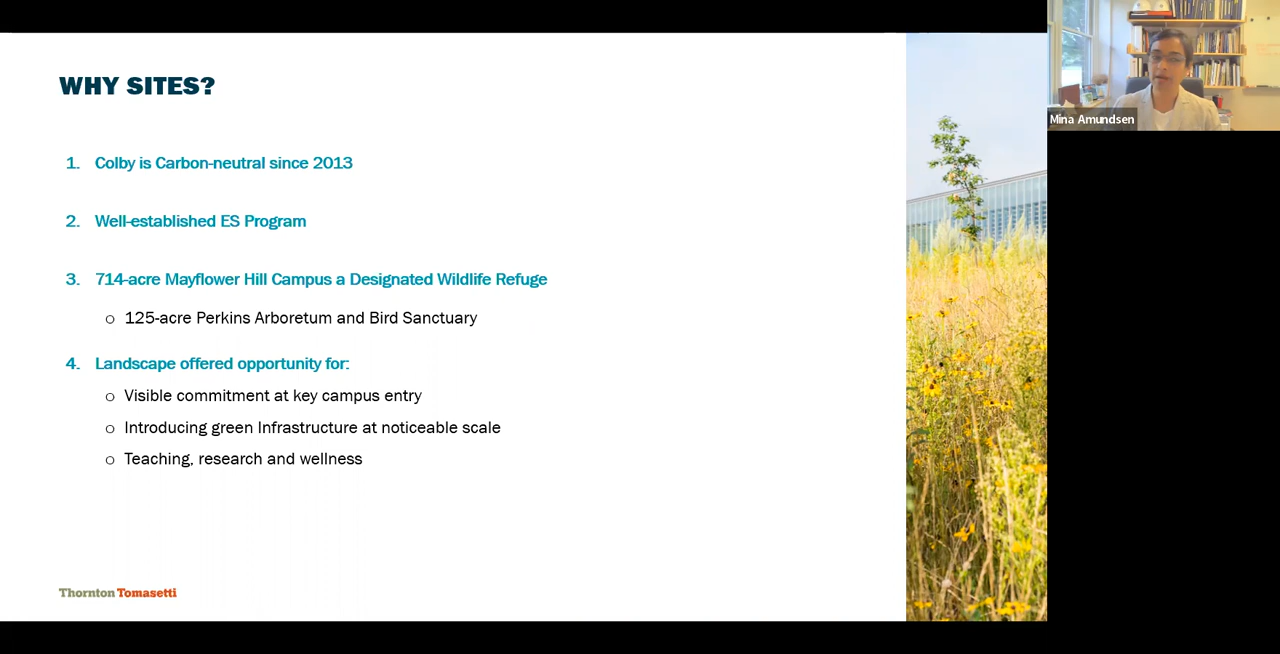 WHY SITES?
1. Colby is Carbon-neutral since 2013
2. Well-established ES Program
3. 714-acre Mayflower Hill Campus a Designated Wildlife Refuge
o 125-acre Perkins Arboretum and Bird Sanctuary
4. Landscape offered opportunity for:
o Visible commitment at key campus entry
o Introducing green Infrastructure at noticeable scale
o Teaching, research and wellness
Thornton Tomasetti
Mina Amundsen